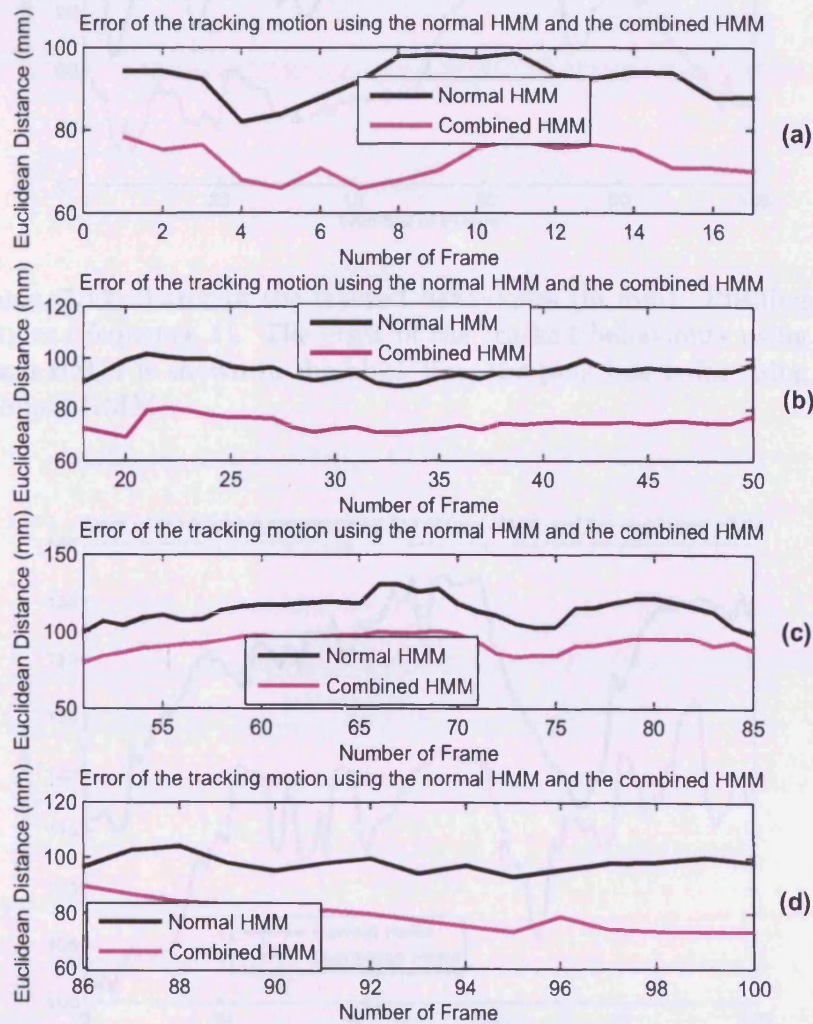 Error of the tracking motion using the normal HMM and the combined HMM
Euclidean Distance (mm)
100
80
60
Normal HMM
Combined HMM
(a)
0 2 4 6 8 10 12 14 16
Number of Frame
Error of the tracking motion using the normal HMM and the combined HMM
Euclidean Distance (mm)
120
100
80
60
Normal HMM
Combined HMM
(b)
20 25 30 35 40 45 50
Number of Frame
Error of the tracking motion using the normal HMM and the combined HMM
Euclidean Distance (mm)
150
100
50
Normal HMM
Combined HMM
(c)
55 60 65 70 75 80 85
Number of Frame
Error of the tracking motion using the normal HMM and the combined HMM
Euclidean Distance (mm)
120
100
80
60
Normal HMM
Combined HMM
(d)
86 88 90 92 94 96 98 100
Number of Frame